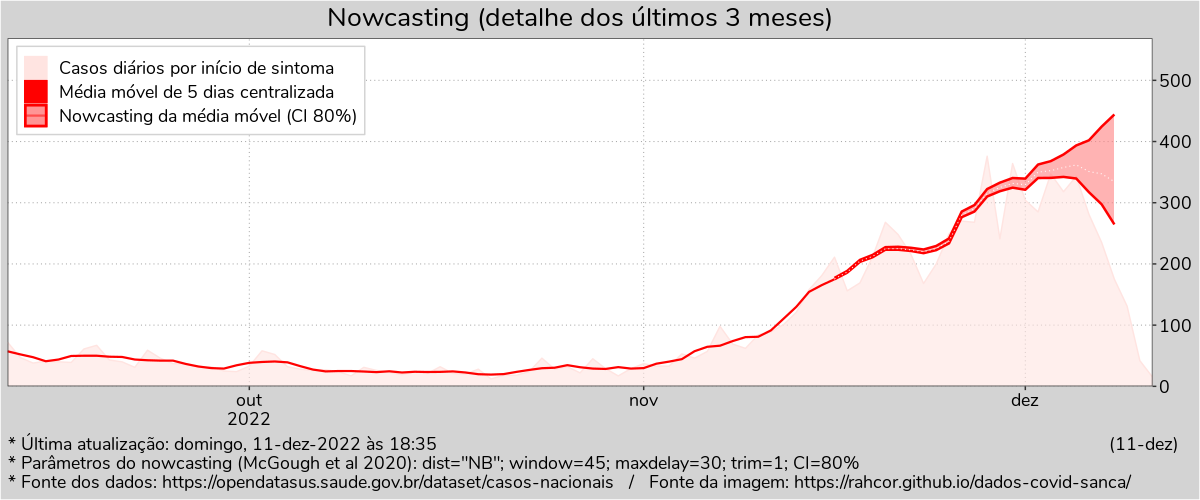 Nowcasting (detalhe dos últimos 3 meses)
Casos diários por início de sintoma
Média móvel de 5 dias centralizada
Nowcasting da média móvel (CI 80%)
500
400
300
200
100
0
out
2022
nov
dez
* Última atualização: domingo, 11-dez-2022 às 18:35
(11-dez)
* Parâmetros do nowcasting (McGough et al 2020): dist="NB"; window=45; maxdelay=30; trim=1; CI=80%
* Fonte dos dados: https://opendatasus.saude.gov.br/dataset/casos-nacionais / Fonte da imagem: https://rahcor.github.io/dados-covid-sanca/